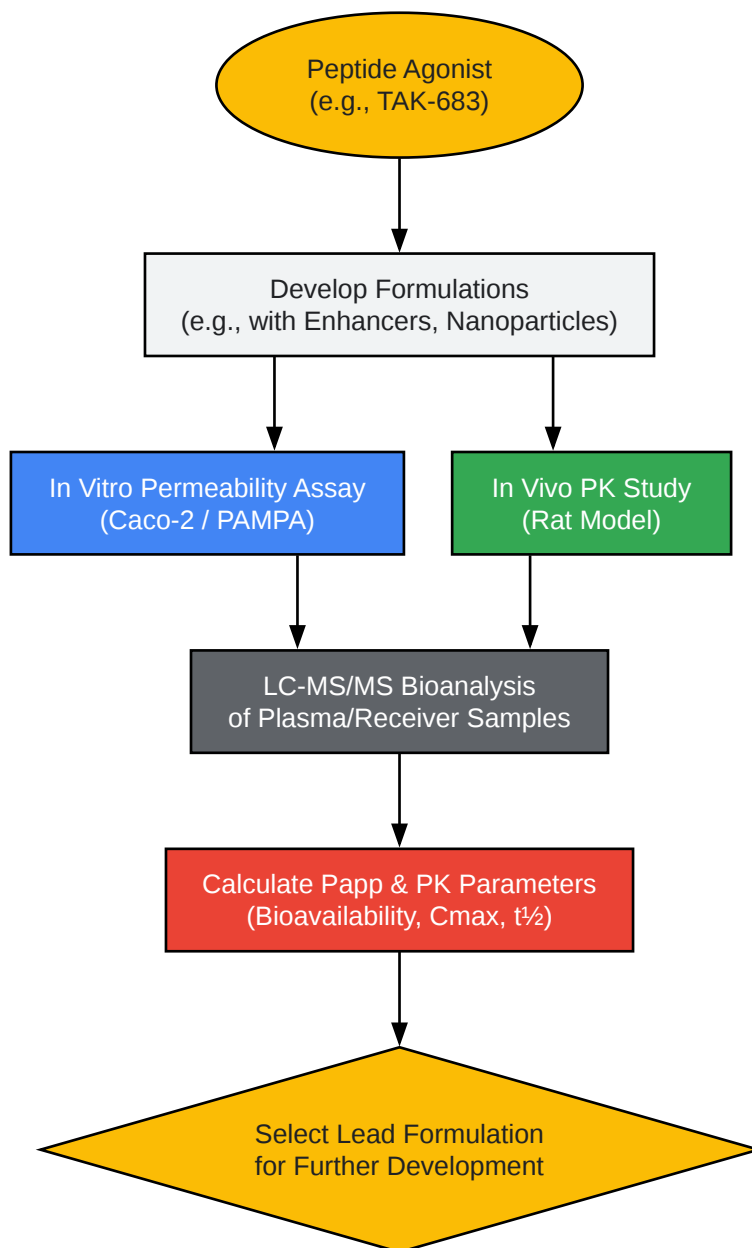 Peptide Agonist
(e.g., TAK-683)
Develop Formulations
(e.g., with Enhancers, Nanoparticles)
In Vitro Permeability Assay
(Caco-2 / PAMPA)
In Vivo PK Study
(Rat Model)
LC-MS/MS Bioanalysis
of Plasma/Receiver Samples
Calculate Papp & PK Parameters
(Bioavailability, Cmax, t½)
Select Lead Formulation
for Further Development